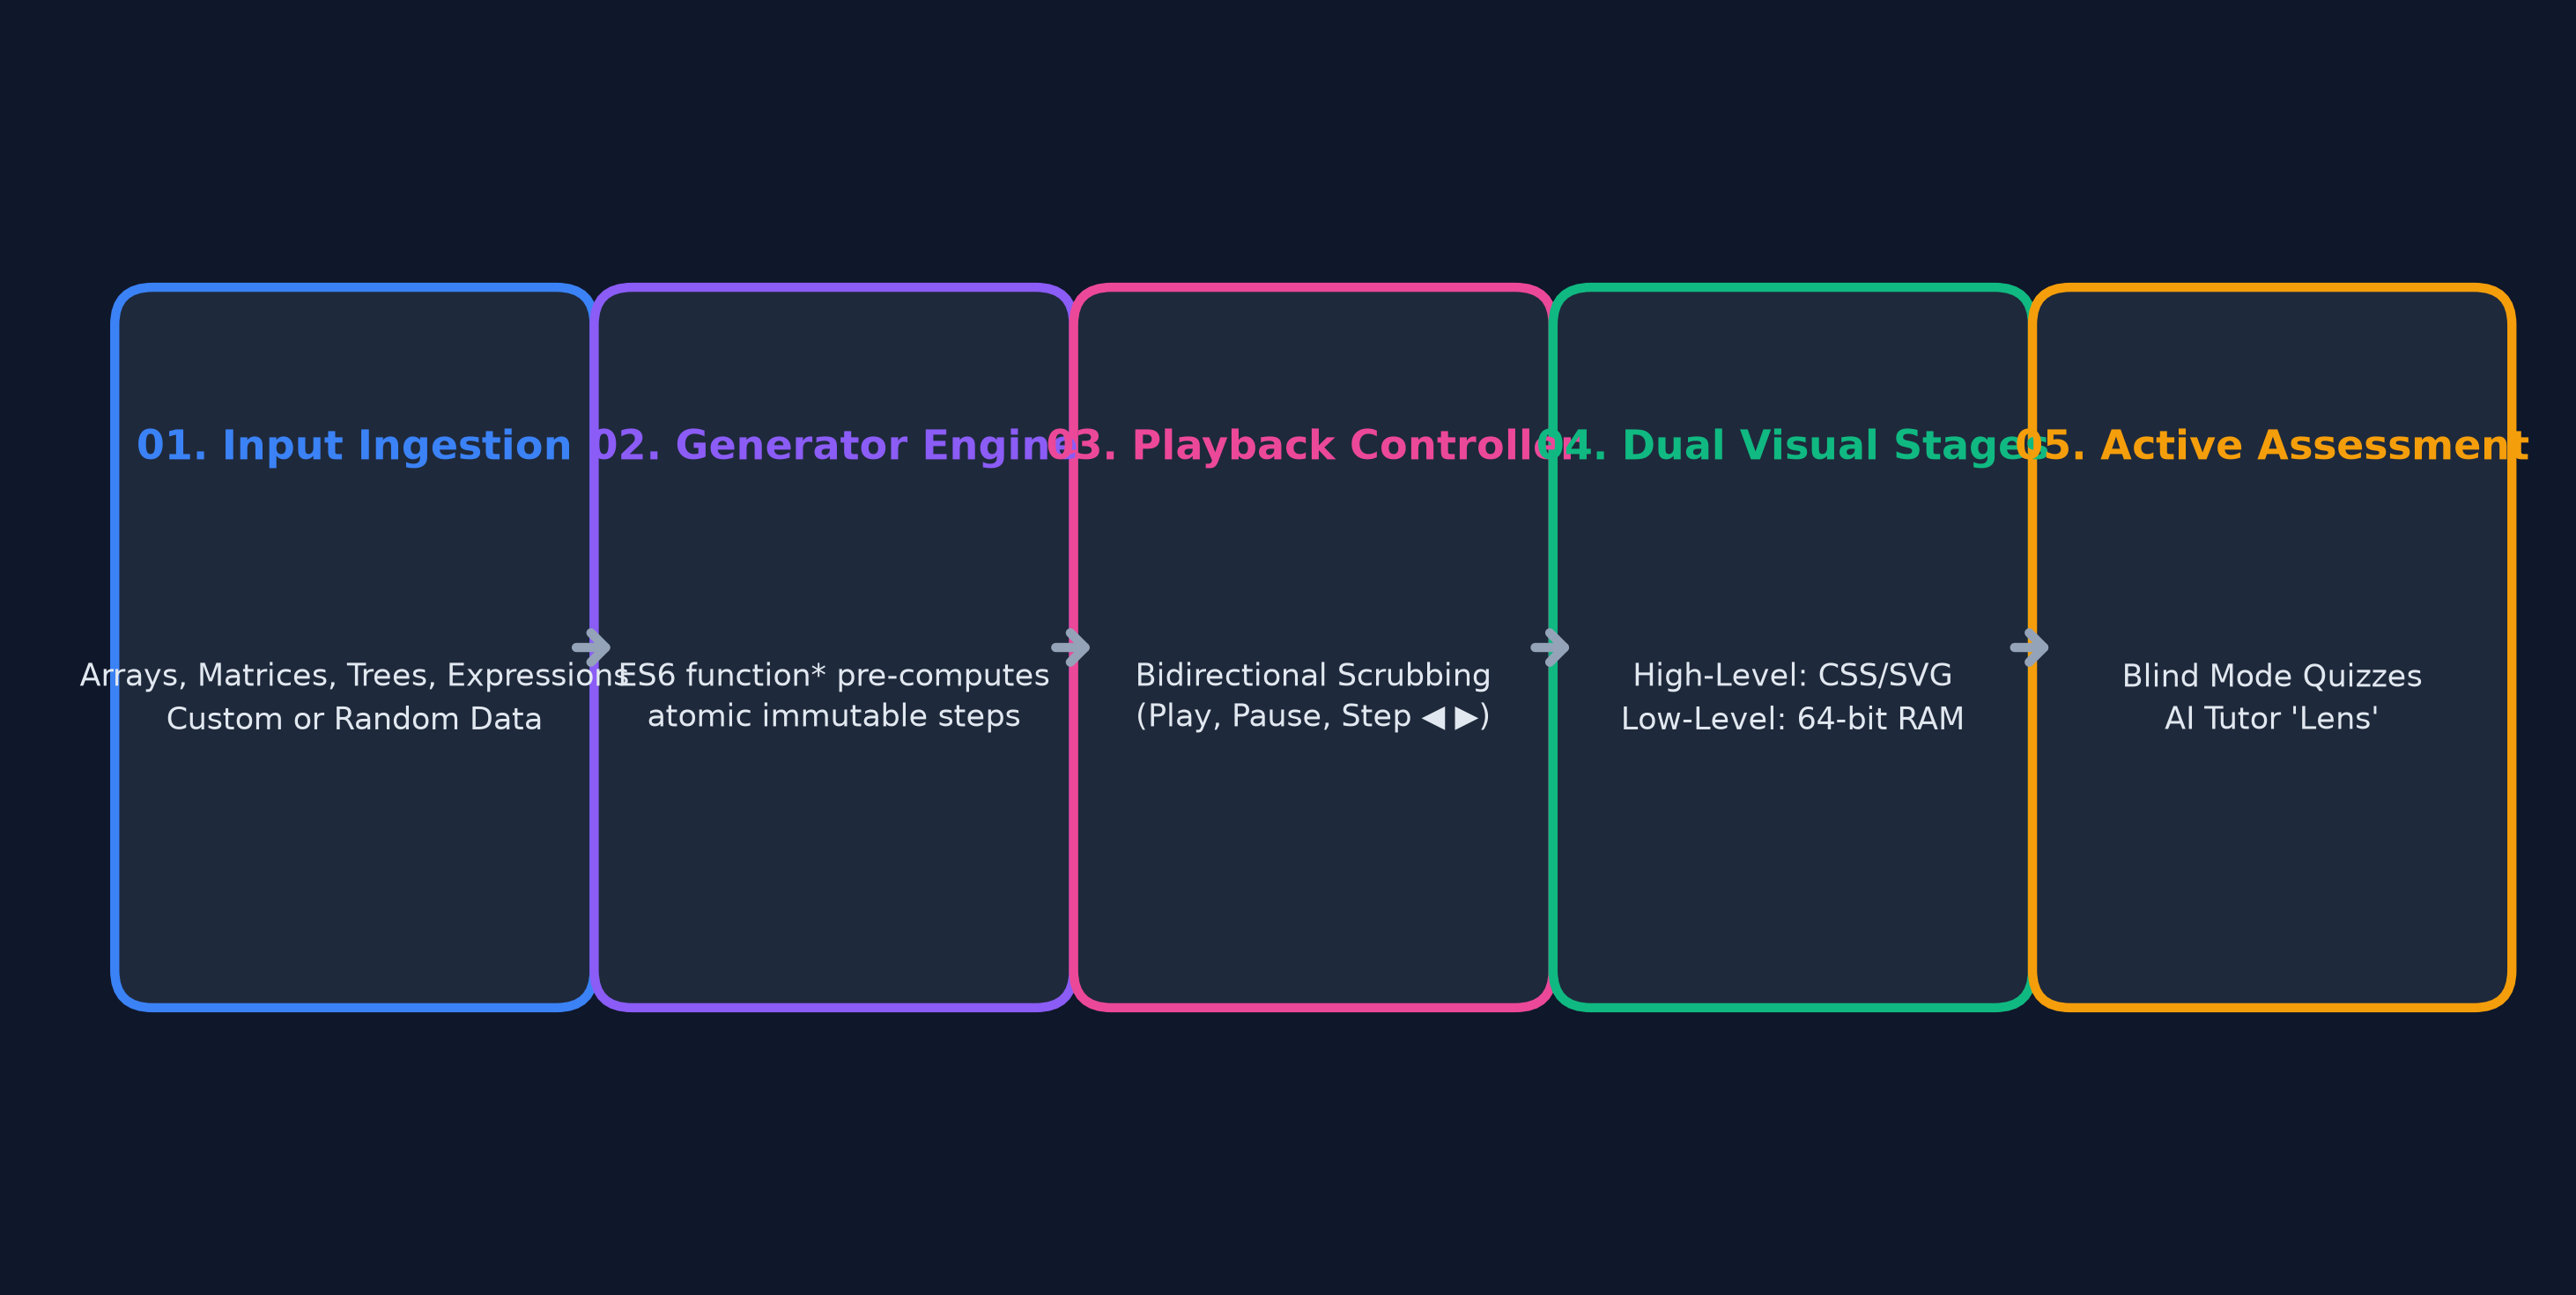 01. Input Ingestion
Arrays, Matrices, Trees, Expressions
Custom or Random Data
02. Generator Engine
ES6 function* pre-computes
atomic immutable steps
03. Playback Controller
Bidirectional Scrubbing
(Play, Pause, Step ◀ ▶)
04. Dual Visual Stages
High-Level: CSS/SVG
Low-Level: 64-bit RAM
05. Active Assessment
Blind Mode Quizzes
AI Tutor 'Lens'